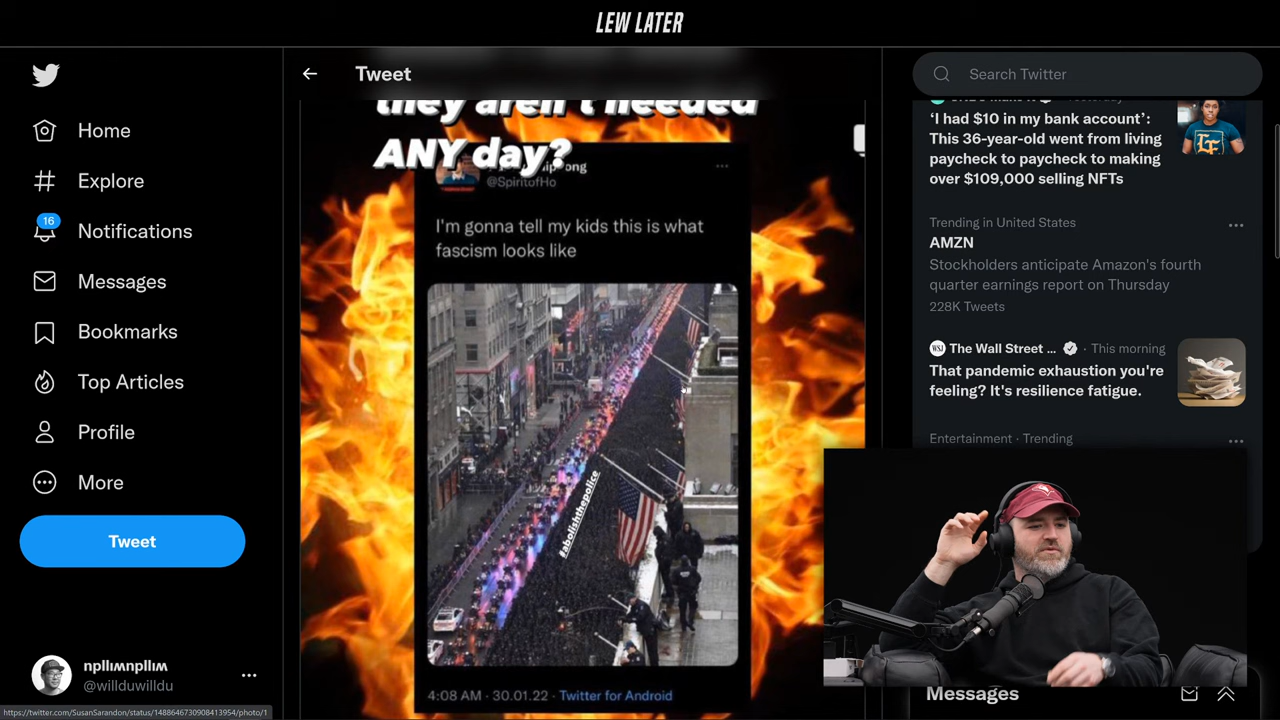 LEW LATER
Home
Explore
16
Notifications
Messages
Bookmarks
Top Articles
Profile
More
Tweet
npllımnpllım
@willduwilldu
https://twitter.com/SusanSarandon/status/1488646730908413954/photo/1
Tweet
they aren't needed
ANY day?
@SpiritofHo
I'm gonna tell my kids this is what
fascism looks like
#abolishthepolice
4:08 AM · 30.01.22 · Twitter for Android
Search Twitter
‘I had $10 in my bank account’:
This 36-year-old went from living
paycheck to paycheck to making
over $109,000 selling NFTs
Trending in United States
AMZN
Stockholders anticipate Amazon's fourth
quarter earnings report on Thursday
228K Tweets
WSJ The Wall Street ... · This morning
That pandemic exhaustion you're
feeling? It's resilience fatigue.
Entertainment · Trending
Messages